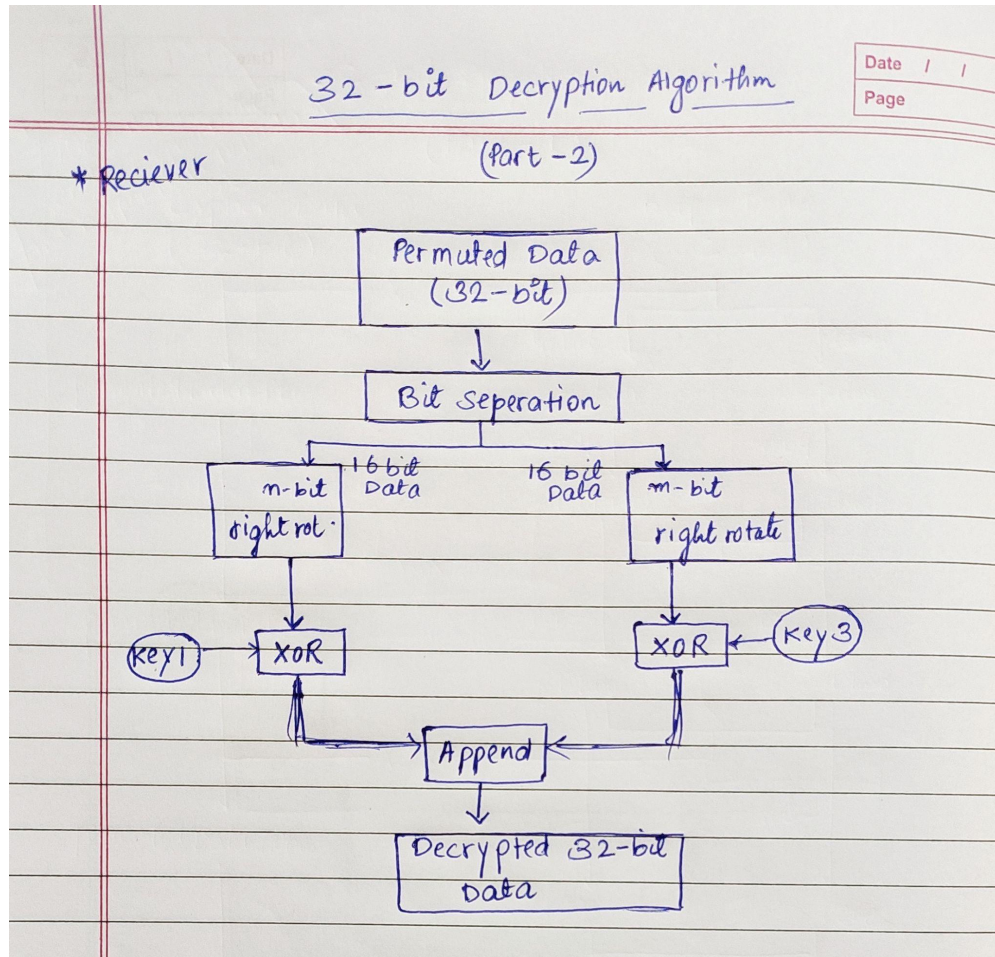 32-bit Decryption Algorithm
Date / /
Page
(Part-2)
* Reciever
Permuted Data
(32-bit)
Bit Seperation
16 bit
Data
16 bit
Data
n-bit
right rot.
m-bit
right rotate
Key1
XOR
XOR
Key3
Append
Decrypted 32-bit
Data